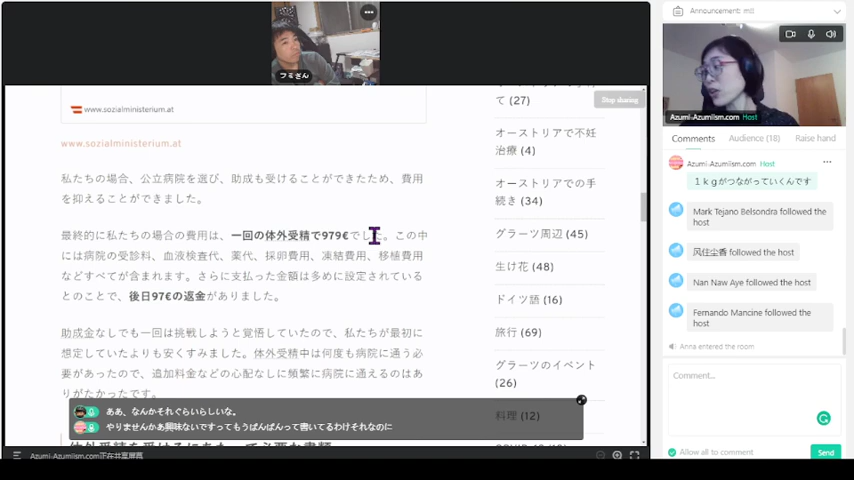 フミさん
www.sozialministerium.at
www.sozialministerium.at
私たちの場合、公立病院を選び、助成も受けることができたため、費用
を抑えることができました。
最終的に私たちの場合の費用は、一回の体外受精で979€でした。この中
には病院の受診料、血液検査代、薬代、採卵費用、凍結費用、移植費用
などすべてが含まれます。さらに支払った金額は多めに設定されている
とのことで、後日97€の返金がありました。
助成金なしでも一回は挑戦しようと覚悟していたので、私たちが最初に
想定していたよりも安くすみました。体外受精中は何度も病院に通う必
要があったので、追加料金などの心配なしに頻繁に病院に通えるのはあ
りがたかったです。
ああ、なんかそれぐらいらしいな。
やりませんかあ興味ないですってもうばんばんって書いてるわけそれなのに
Stop sharing
て (27)
オーストリアで不妊
治療 (4)
オーストリアでの手
続き (34)
グラーツ周辺 (45)
生け花 (48)
ドイツ語 (16)
旅行 (69)
グラーツのイベント
(26)
料理 (12)
Azumi-Azumiism.com正在共享屏幕
Announcement: mll
Azumi-Azumiism.com Host
Comments
Audience (18)
Raise hand
Azumi-Azumiism.com Host
１ｋｇがつながっていくんです
Mark Tejano Belsondra followed the
host
风住尘香 followed the host
Nan Naw Aye followed the host
Fernando Mancine followed the
host
Anna entered the room
Comment...
Allow all to comment
Send